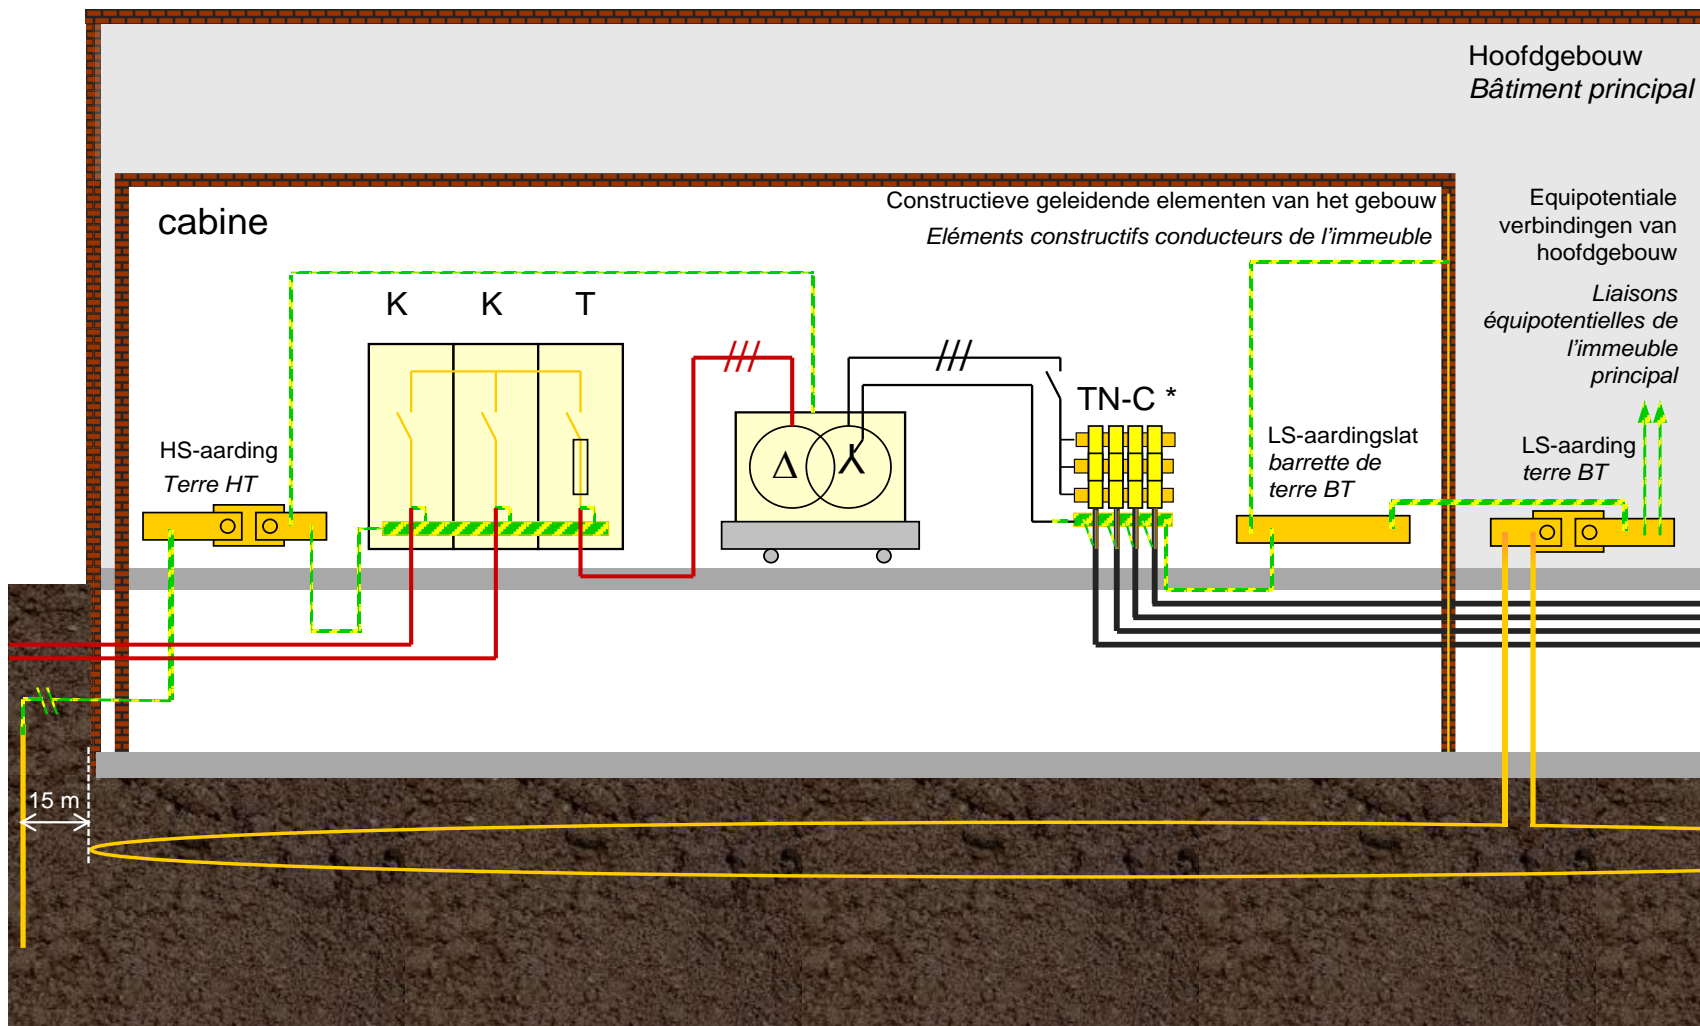 Hoofdgebouw
Bâtiment principal
cabine
Constructieve geleidende elementen van het gebouw
Eléments constructifs conducteurs de l'immeuble
Equipotentiale
verbindingen van
hoofdgebouw
Liaisons
équipotentielles de
l'immeuble
principal
K K T
TN-C *
HS-aarding
Terre HT
Δ
LS-aardingslat
barrette de
terre BT
LS-aarding
terre BT
15 m